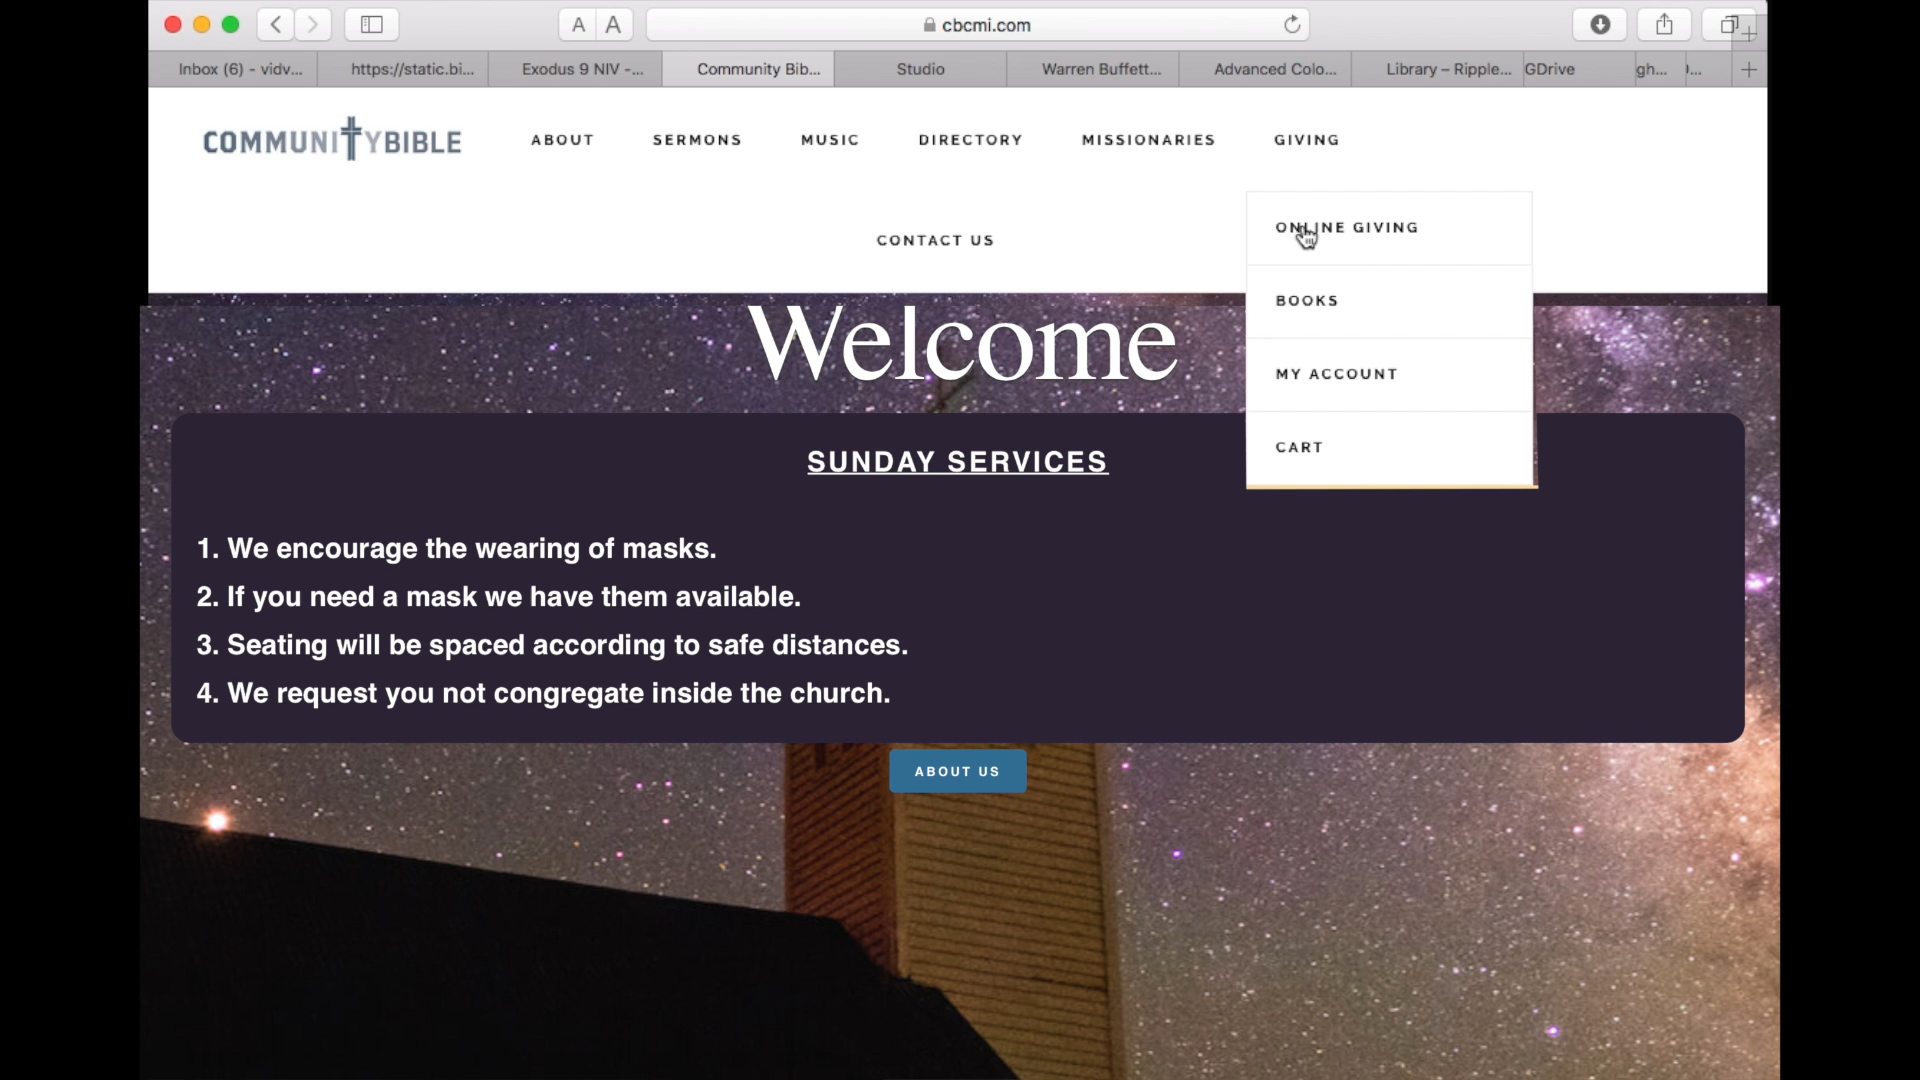 A A
cbcmi.com
Inbox (6) - vidv... https://static.bi... Exodus 9 NIV -... Community Bib... Studio Warren Buffett... Advanced Colo... Library – Ripple... GDrive gh...
COMMUNITYBIBLE ABOUT SERMONS MUSIC DIRECTORY MISSIONARIES GIVING
CONTACT US
ONLINE GIVING
BOOKS
MY ACCOUNT
CART
Welcome
SUNDAY SERVICES
1. We encourage the wearing of masks.
2. If you need a mask we have them available.
3. Seating will be spaced according to safe distances.
4. We request you not congregate inside the church.
ABOUT US